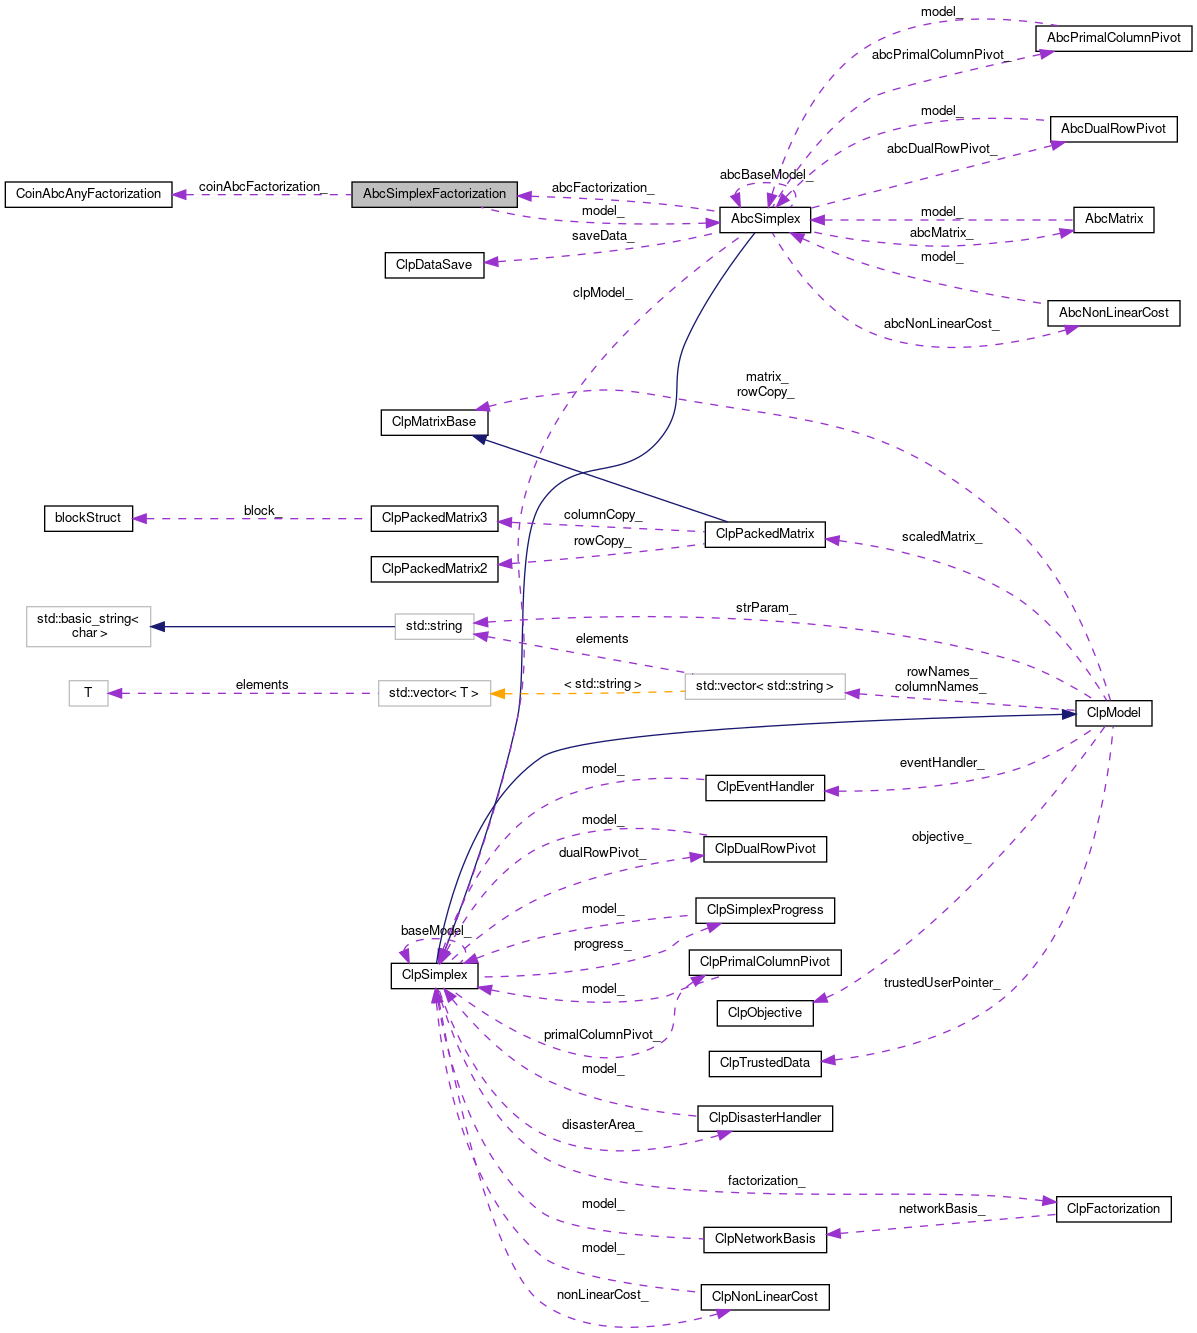 model_
AbcPrimalColumnPivot
abcPrimalColumnPivot_
model_
AbcDualRowPivot
abcDualRowPivot_
abcBaseModel_
CoinAbcAnyFactorization
coinAbcFactorization_
AbcSimplexFactorization
abcFactorization_
model_
AbcSimplex
model_
AbcMatrix
abcMatrix_
saveData_
ClpDataSave
model_
clpModel_
AbcNonLinearCost
abcNonLinearCost_
matrix_
rowCopy_
ClpMatrixBase
blockStruct
block_
ClpPackedMatrix3
columnCopy_
rowCopy_
ClpPackedMatrix
scaledMatrix_
ClpPackedMatrix2
std::basic_string<
char >
std::string
strParam_
elements
T
elements
std::vector< T >
< std::string >
std::vector< std::string >
rowNames_
columnNames_
ClpModel
model_
ClpEventHandler
eventHandler_
model_
dualRowPivot_
ClpDualRowPivot
objective_
model_
ClpSimplexProgress
baseModel_
progress_
ClpSimplex
ClpPrimalColumnPivot
model_
trustedUserPointer_
ClpObjective
primalColumnPivot_
model_
ClpTrustedData
ClpDisasterHandler
disasterArea_
factorization_
model_
networkBasis_
ClpFactorization
ClpNetworkBasis
model_
nonLinearCost_
ClpNonLinearCost